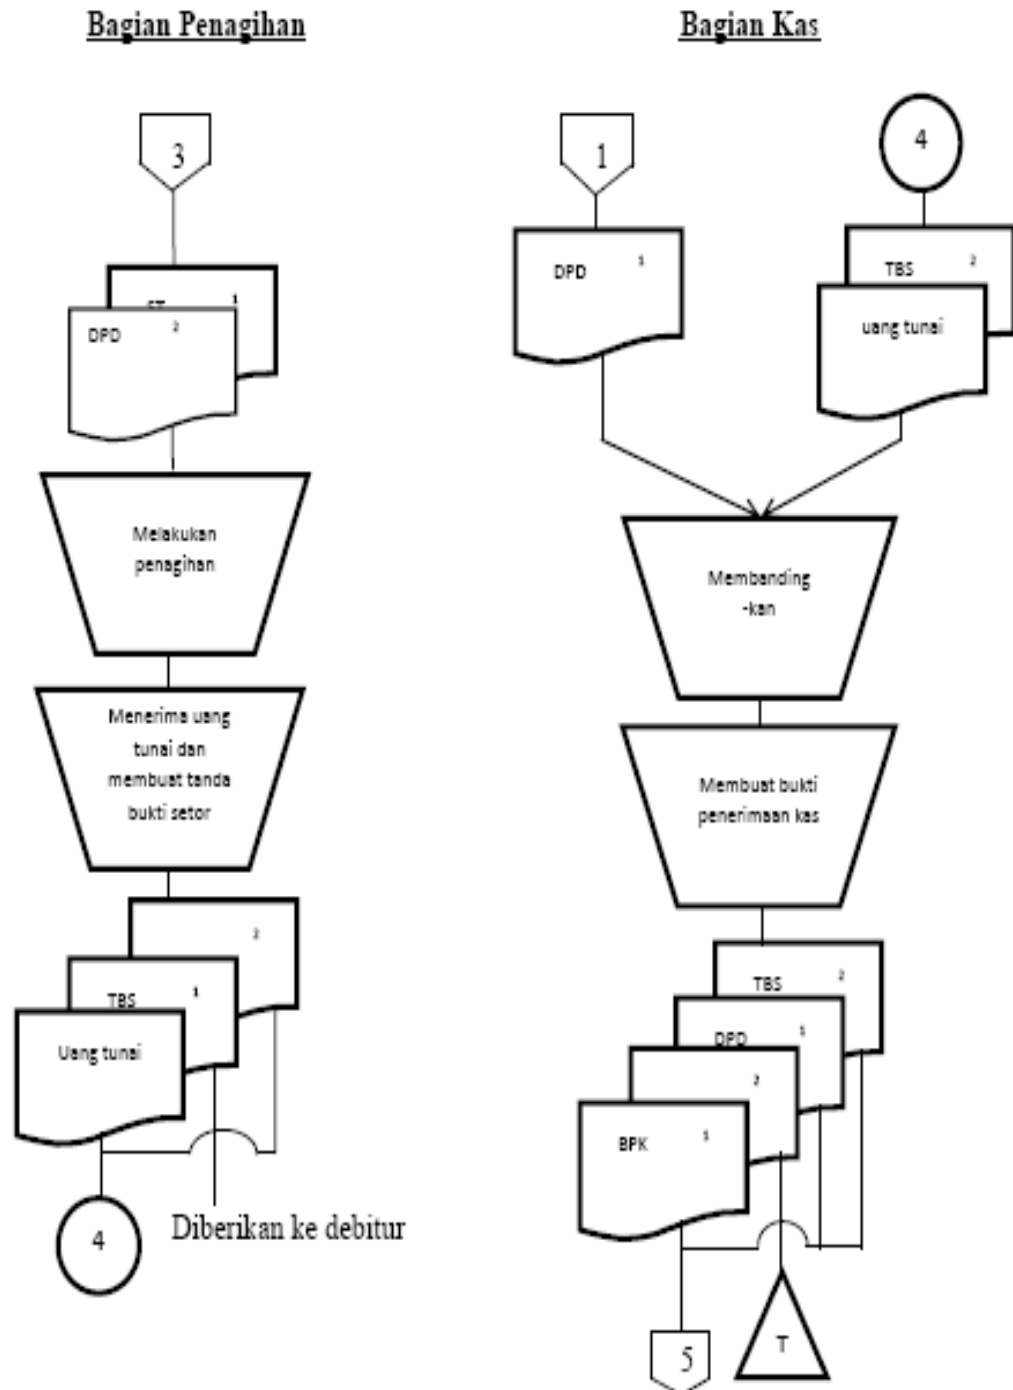 Bagian Penagihan
3
1
DPD
2
Melakukan
penagihan
Menerima uang
tunai dan
membuat tanda
bukti setor
2
TBS
1
Uang tunai
4
Diberikan ke debitur
Bagian Kas
1
4
DPD
1
TBS
2
uang tunai
Membanding
-kan
Membuat bukti
penerimaan kas
TBS
2
DPD
1
2
BPK
1
5
T